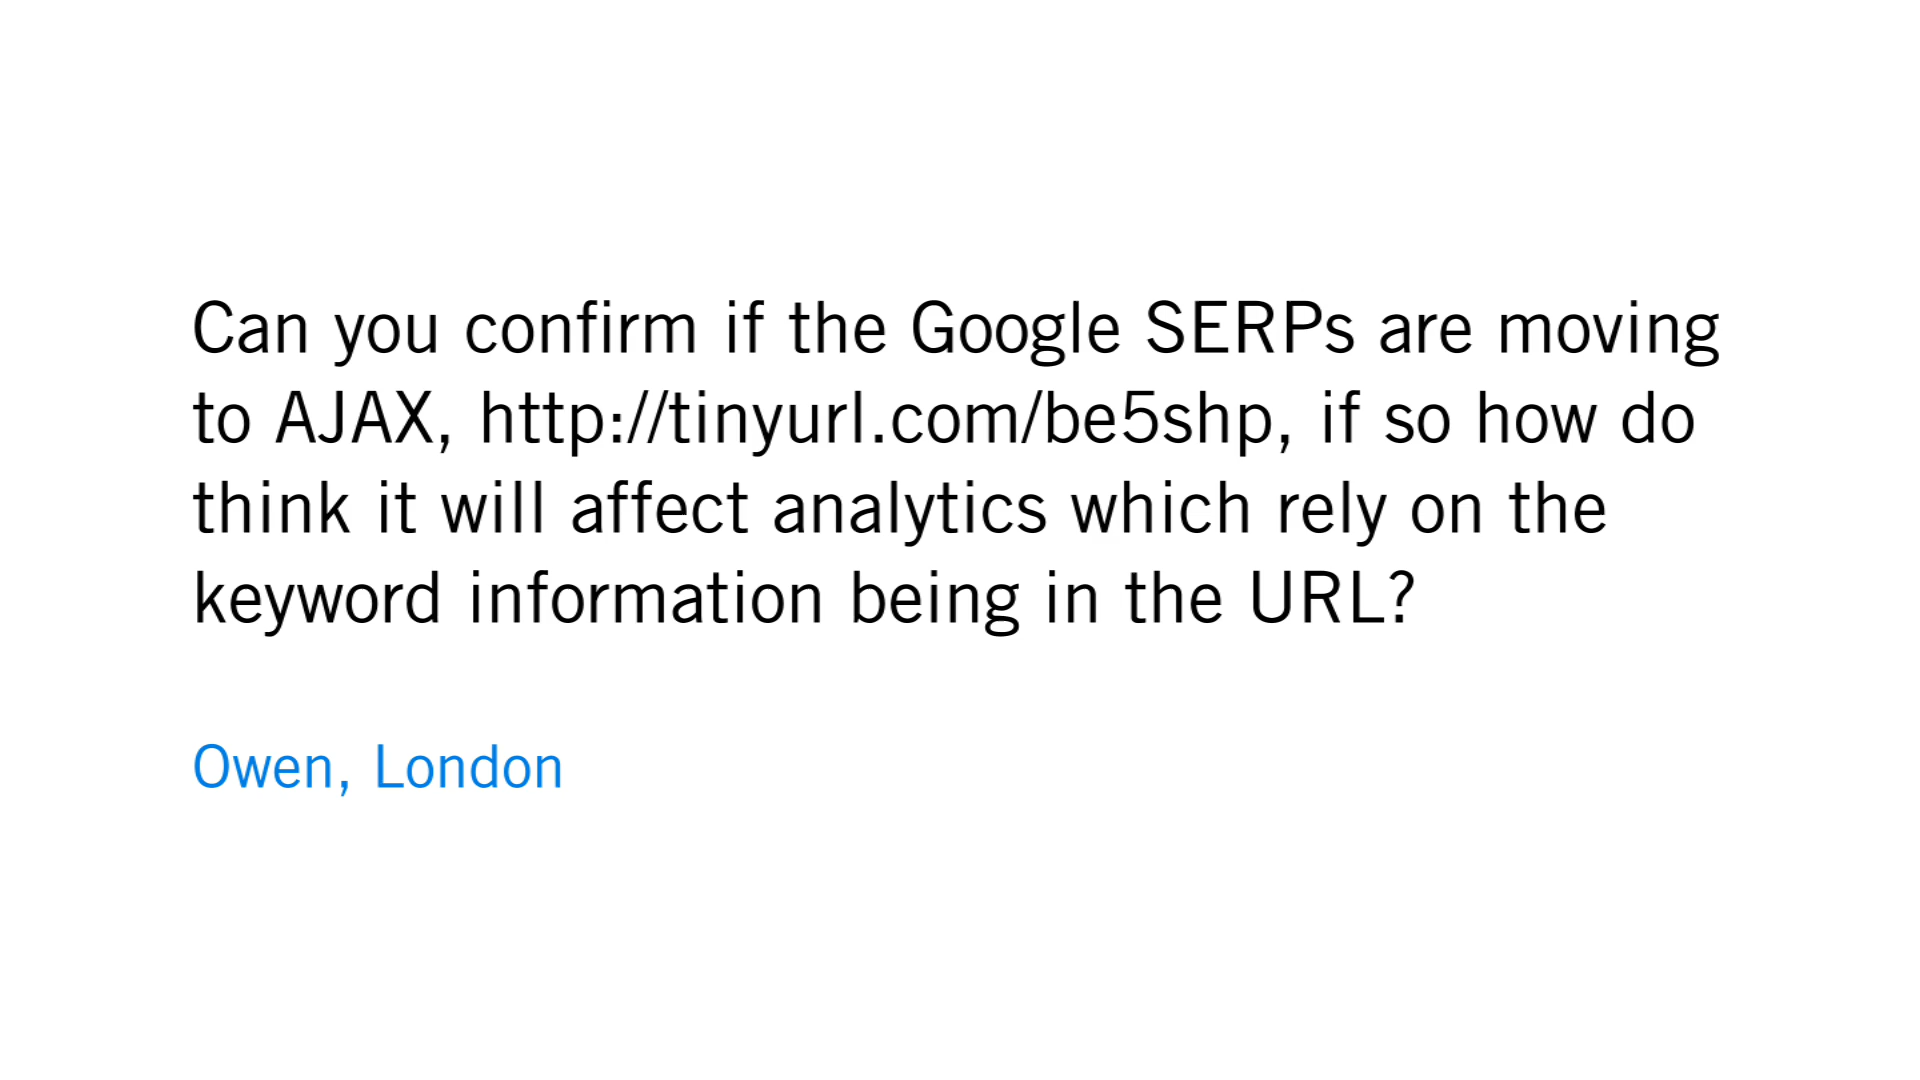 Can you confirm if the Google SERPs are moving
to AJAX, http://tinyurl.com/be5shp, if so how do
think it will affect analytics which rely on the
keyword information being in the URL?
Owen, London